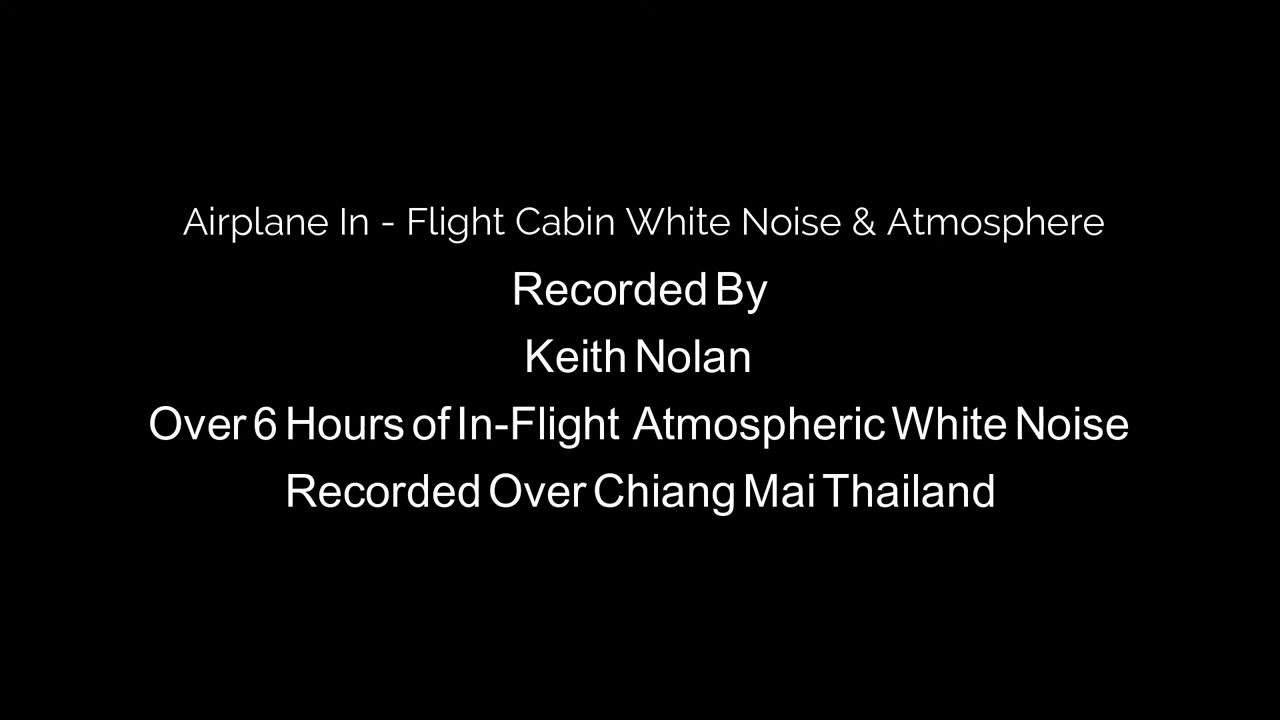 Airplane In - Flight Cabin White Noise & Atmosphere
Recorded By
Keith Nolan
Over 6 Hours of In-Flight Atmospheric White Noise
Recorded Over Chiang Mai Thailand